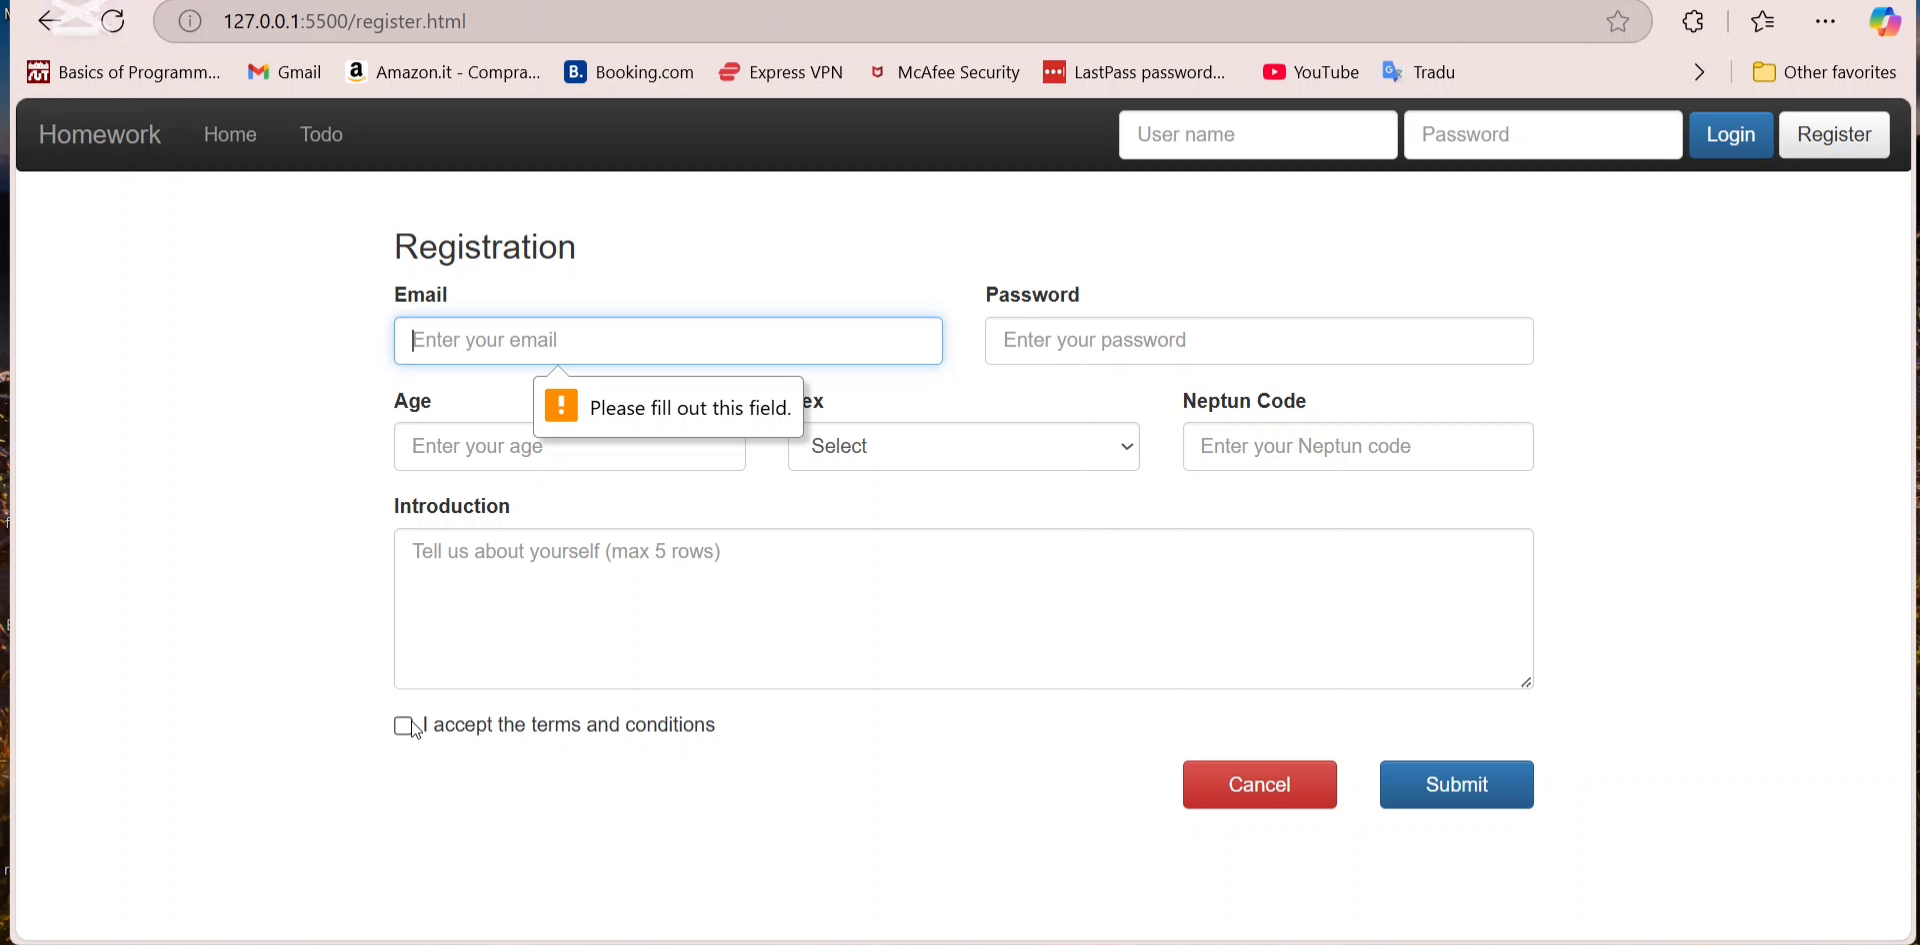 127.0.0.1:5500/register.html
Basics of Programm... Gmail Amazon.it - Compra... Booking.com Express VPN McAfee Security LastPass password... YouTube Tradu Other favorites
Homework Home Todo User name Password Login Register
Registration
Email Password
Enter your email Enter your password
Please fill out this field.
Age ex Neptun Code
Enter your age Select Enter your Neptun code
Introduction
Tell us about yourself (max 5 rows)
I accept the terms and conditions
Cancel Submit